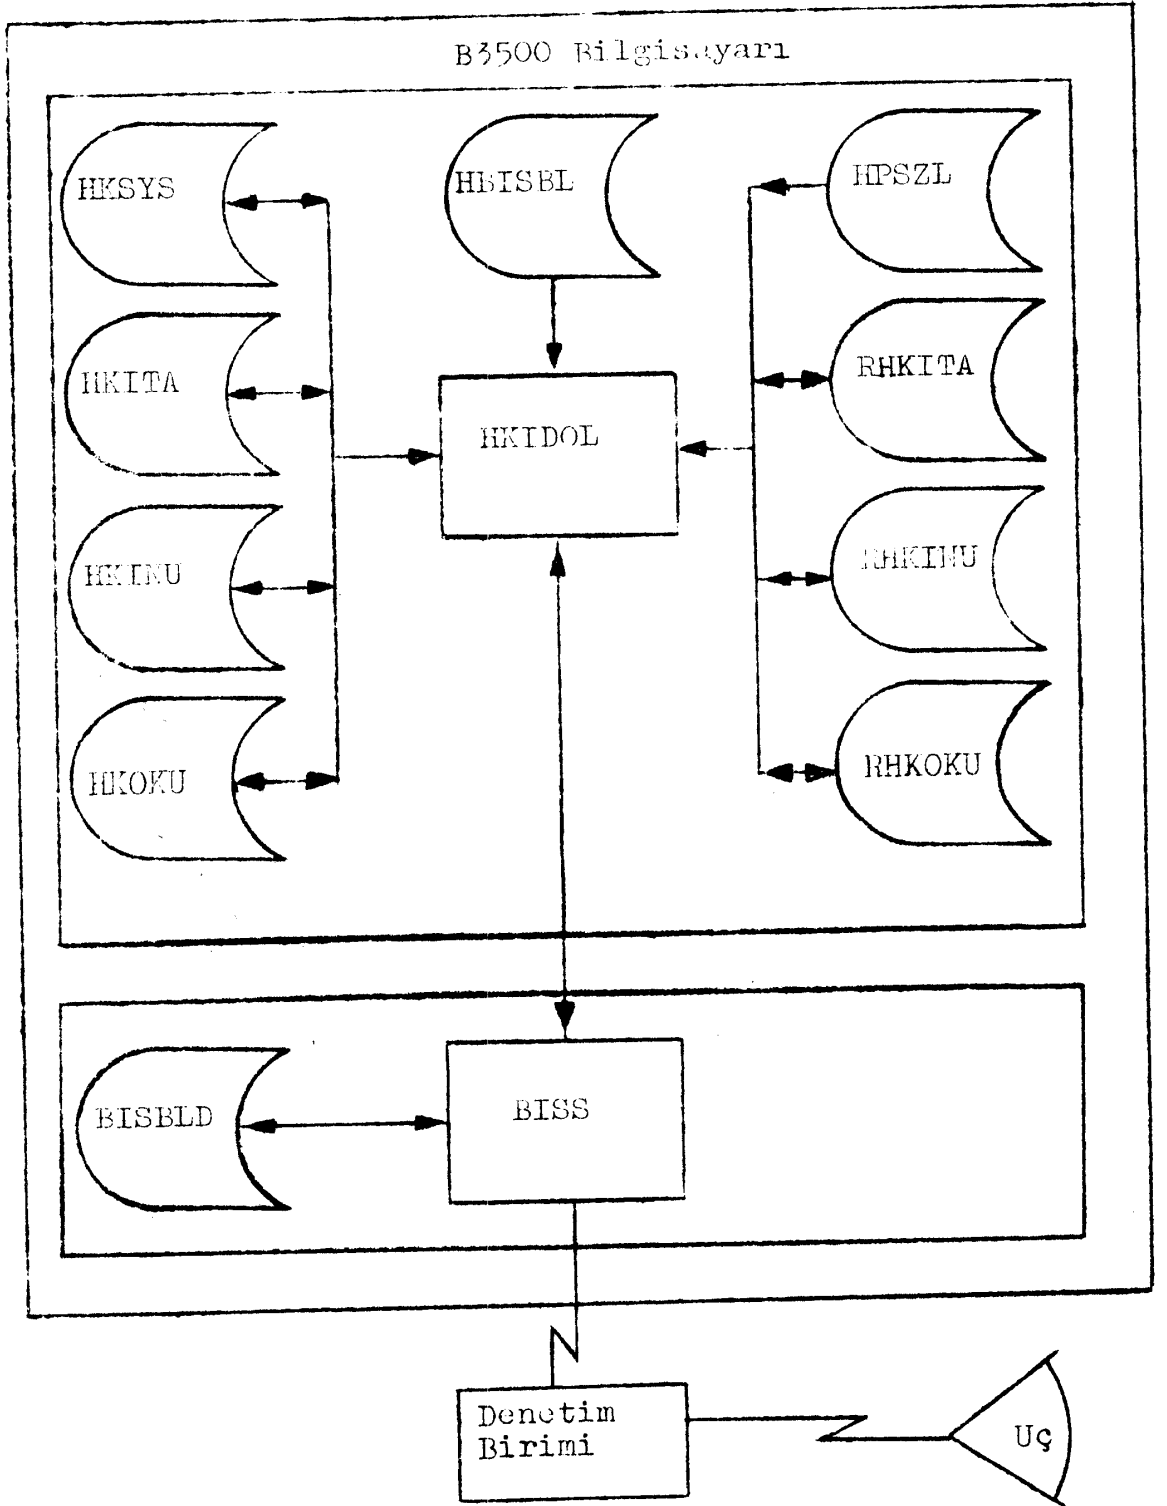 B3500 Bilgisayarı
HKSYS
HBISBL
HPSZL
HKITA
RHKITA
HKIDOL
HKINU
RHKINU
HKOKU
RHKOKU
BISBLD
BISS
Denetim
Birimi
Uç